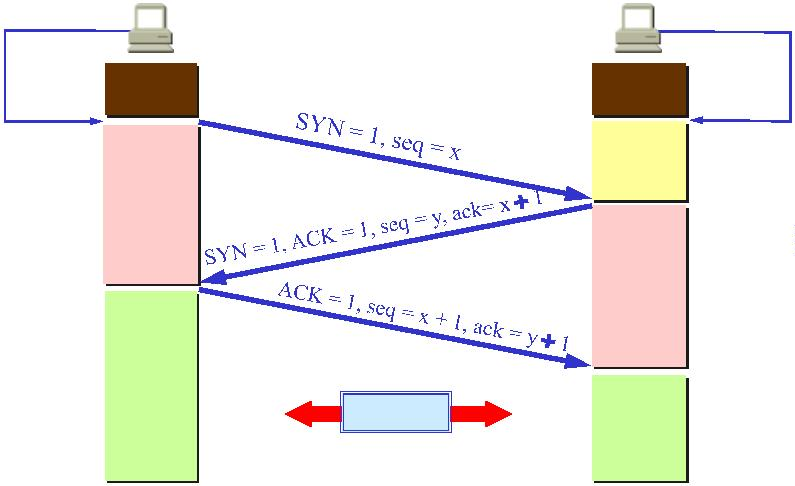 SYN = 1, seq = x
SYN = 1, ACK = 1, seq = y, ack= x + 1
ACK = 1, seq = x + 1, ack = y + 1